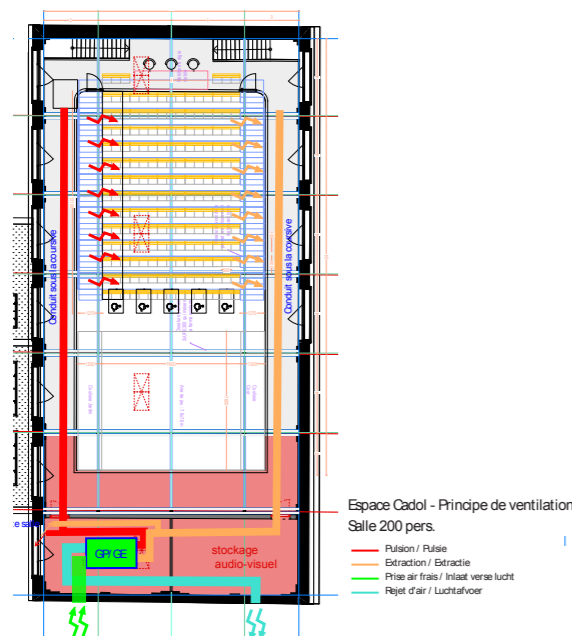 Conduit sous la coursive
Conduit sous la coursive
e salle
GP/GE
stockage
audio-visuel
Espace Cadol - Principe de ventilation
Salle 200 pers.
Pulsion / Pulsie
Extraction / Extractie
Prise air frais / Inlaat verse lucht
Rejet d'air / Luchtafvoer